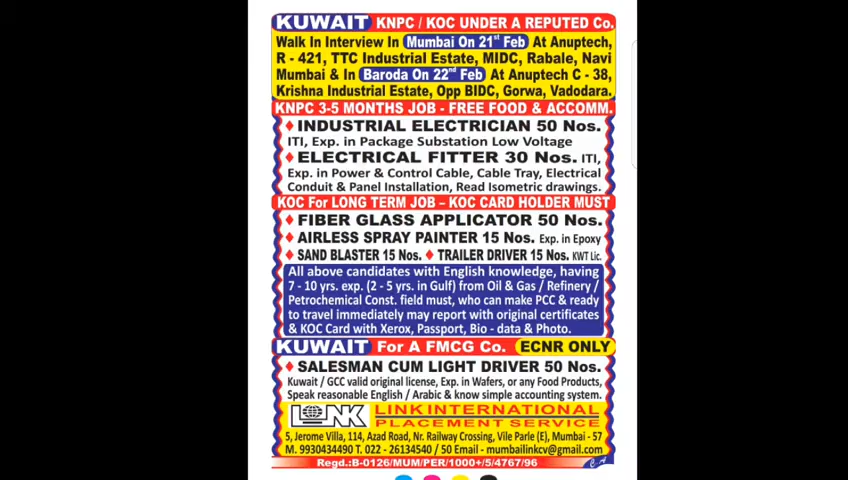 KUWAIT KNPC / KOC UNDER A REPUTED Co.
Walk In Interview In Mumbai On 21st Feb At Anuptech,
R - 421, TTC Industrial Estate, MIDC, Rabale, Navi
Mumbai & In Baroda On 22nd Feb At Anuptech C - 38,
Krishna Industrial Estate, Opp BIDC, Gorwa, Vadodara.
KNPC 3-5 MONTHS JOB - FREE FOOD & ACCOMM.
INDUSTRIAL ELECTRICIAN 50 Nos.
ITI, Exp. in Package Substation Low Voltage
ELECTRICAL FITTER 30 Nos. ITI,
Exp. in Power & Control Cable, Cable Tray, Electrical
Conduit & Panel Installation, Read Isometric drawings.
KOC For LONG TERM JOB – KOC CARD HOLDER MUST
FIBER GLASS APPLICATOR 50 Nos.
AIRLESS SPRAY PAINTER 15 Nos. Exp. in Epoxy
SAND BLASTER 15 Nos. TRAILER DRIVER 15 Nos. KWT Lic.
All above candidates with English knowledge, having
7 - 10 yrs. exp. (2 - 5 yrs. in Gulf) from Oil & Gas / Refinery /
Petrochemical Const. field must, who can make PCC & ready
to travel immediately may report with original certificates
& KOC Card with Xerox, Passport, Bio - data & Photo.
KUWAIT For A FMCG Co. ECNR ONLY
SALESMAN CUM LIGHT DRIVER 50 Nos.
Kuwait / GCC valid original license, Exp. in Wafers, or any Food Products,
Speak reasonable English / Arabic & know simple accounting system.
LINK LINK INTERNATIONAL
PLACEMENT SERVICE
5, Jerome Villa, 114, Azad Road, Nr. Railway Crossing, Vile Parle (E), Mumbai - 57
M. 9930434490 T. 022 - 26134540 / 50 Email - mumbailinkcv@gmail.com
Regd.:B-0126/MUM/PER/1000+/5/4767/96